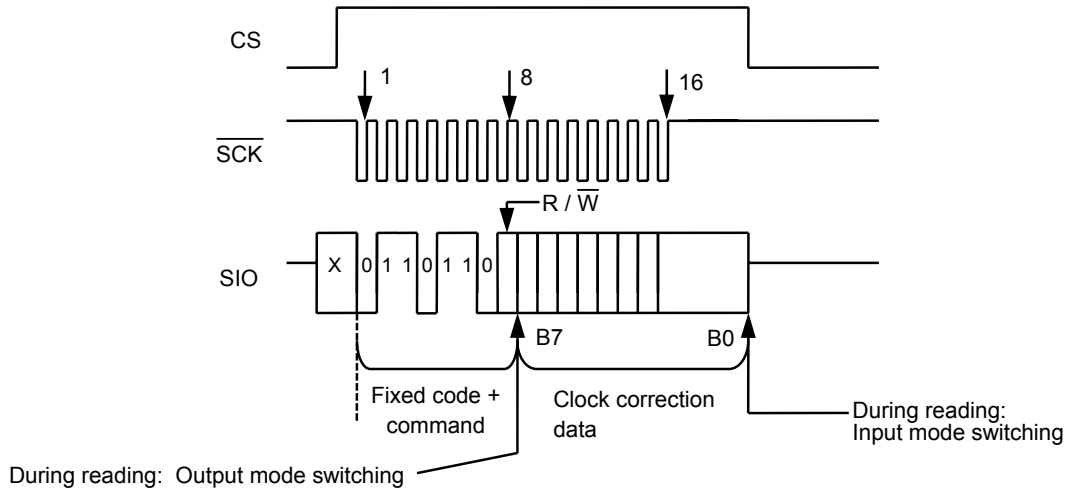 CS
1
8
16
S̅C̅K̅
R / W̅
SIO
X 0 1 1 0 1 1 0
B7
B0
Fixed code +
command
Clock correction
data
During reading:
Input mode switching
During reading: Output mode switching